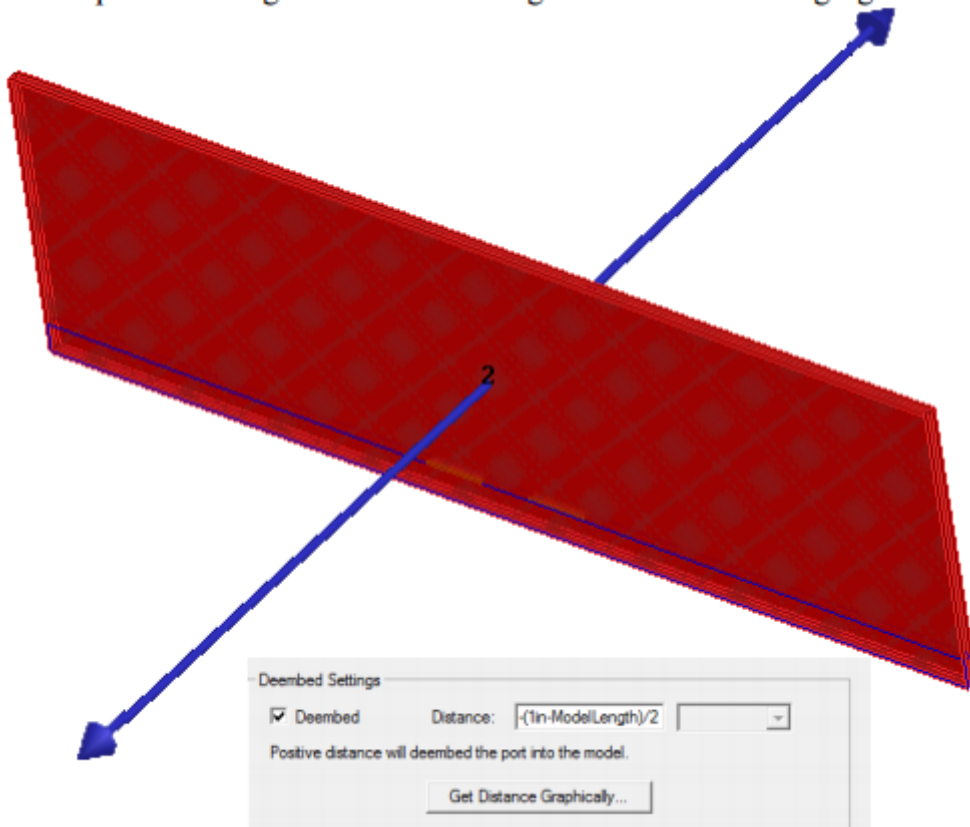 2
Deembed Settings
Deembed Distance: -(1in-ModelLength)/2
Positive distance will deembed the port into the model.
Get Distance Graphically...